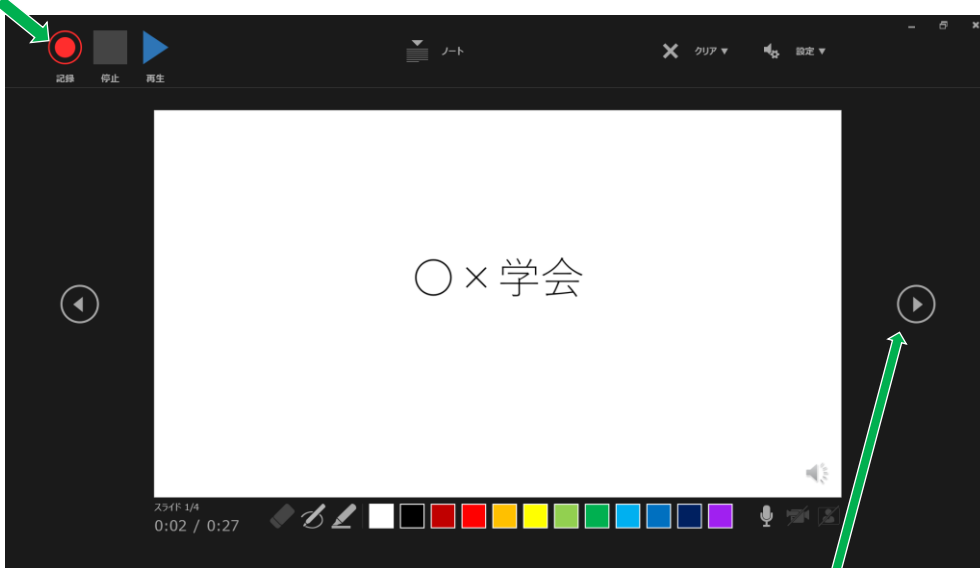 記録 停止 再生
ノート
クリア ▼
設定 ▼
〇×学会
スライド 1/4
0:02 / 0:27